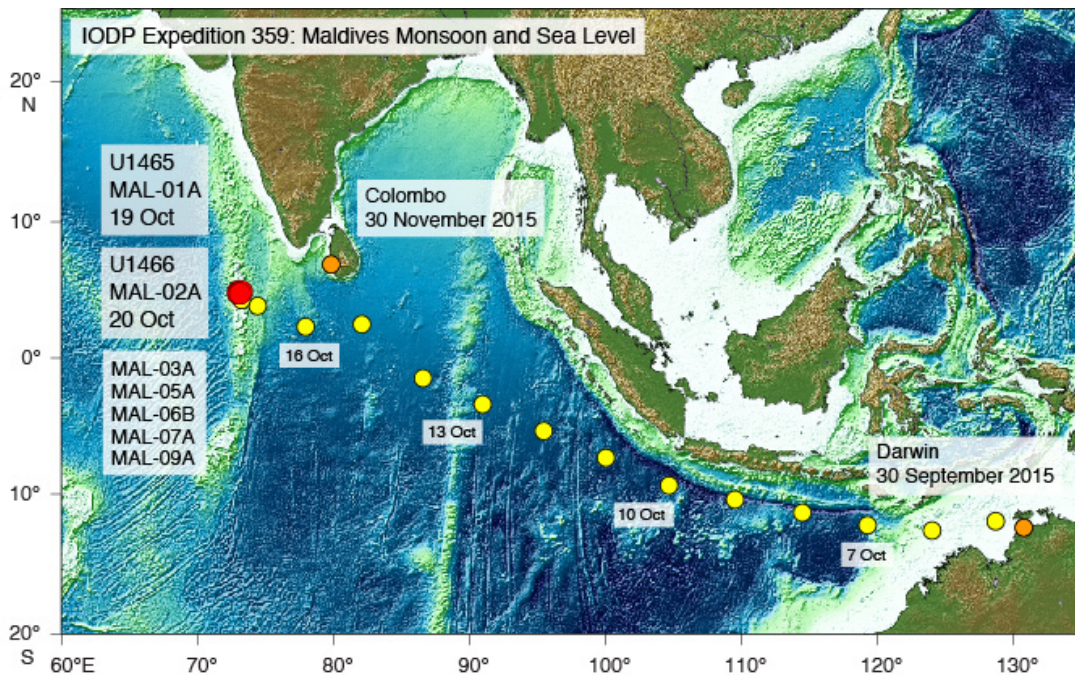 IODP Expedition 359: Maldives Monsoon and Sea Level
20°
N
U1465
MAL-01A
19 Oct
Colombo
30 November 2015
10°
U1466
MAL-02A
20 Oct
16 Oct
0°
MAL-03A
MAL-05A
MAL-06B
MAL-07A
MAL-09A
13 Oct
Darwin
30 September 2015
10°
10 Oct
7 Oct
20°
S
60°E
70°
80°
90°
100°
110°
120°
130°